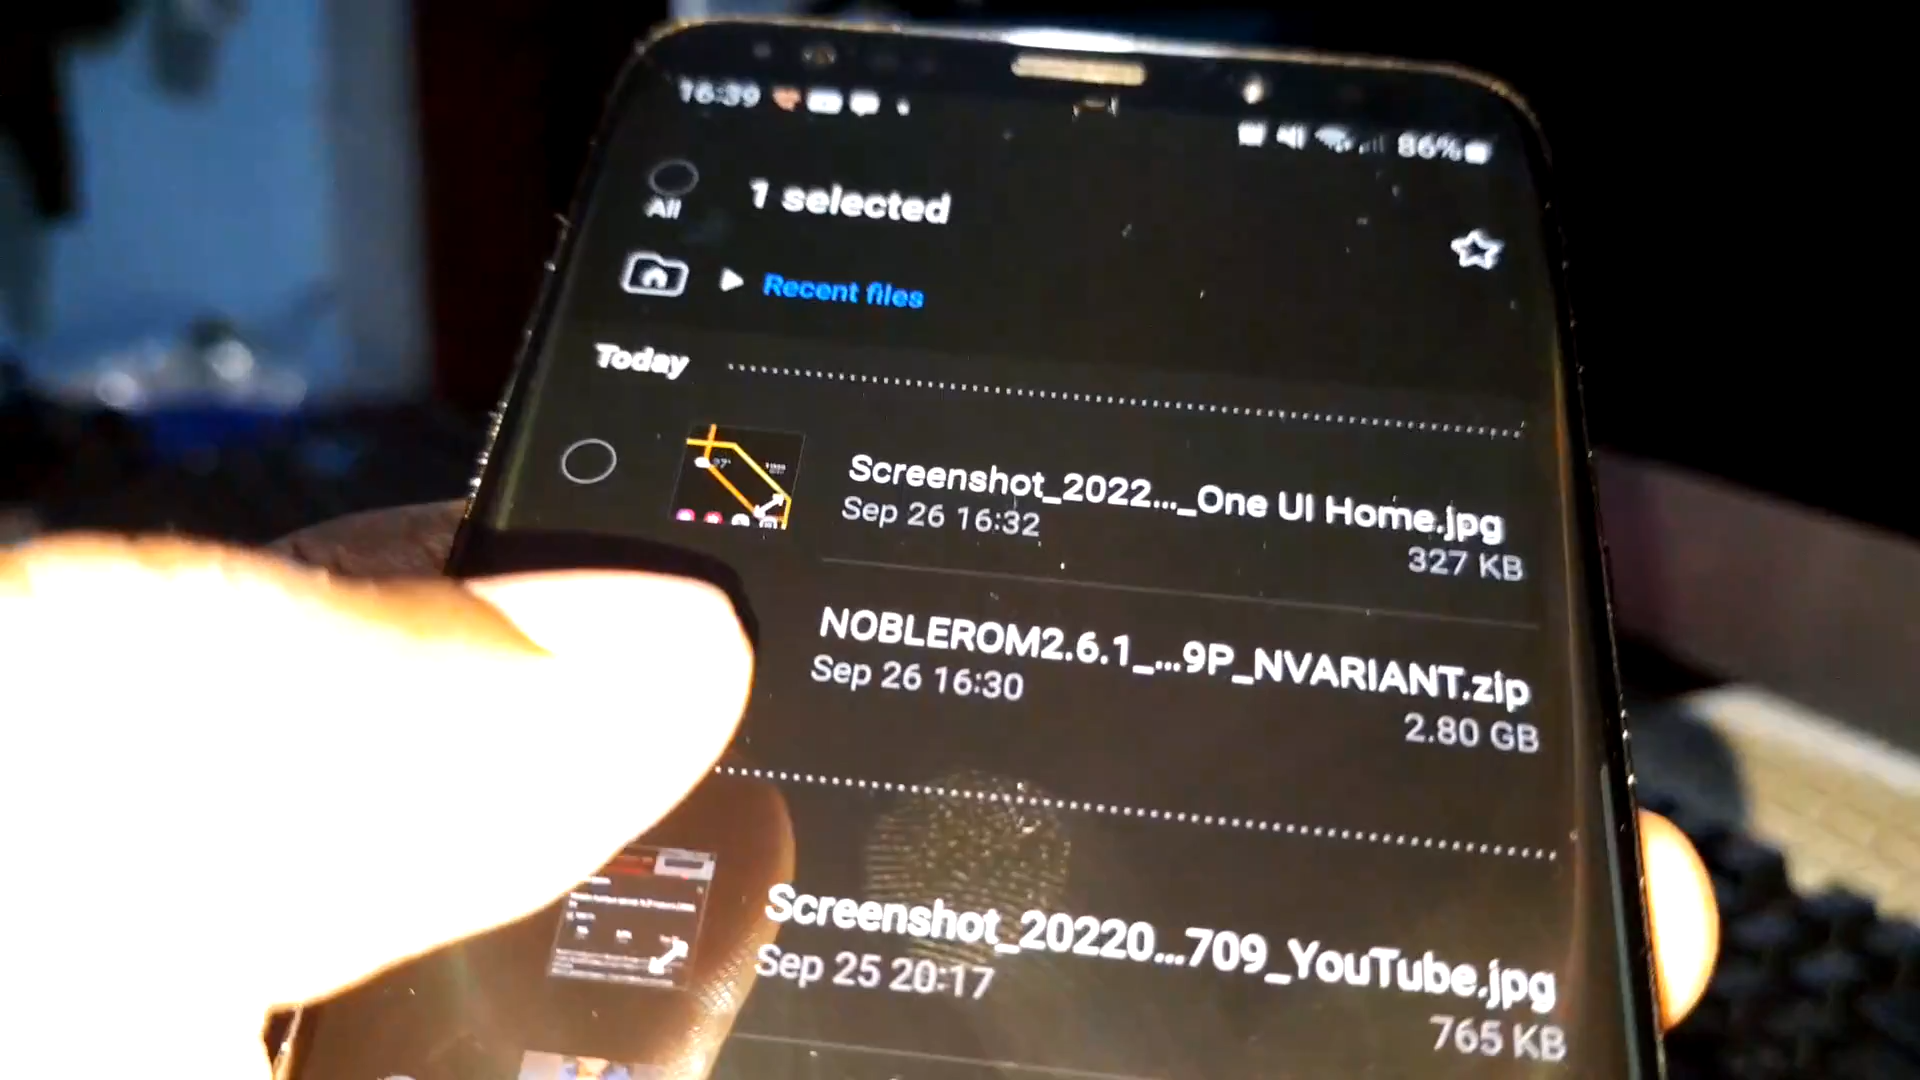 16:39
86%
All
1 selected
Recent files
Today
Screenshot_2022..._One UI Home.jpg
Sep 26 16:32
327 KB
NOBLEROM2.6.1_...9P_NVARIANT.zip
Sep 26 16:30
2.80 GB
Screenshot_20220...709_YouTube.jpg
Sep 25 20:17
765 KB